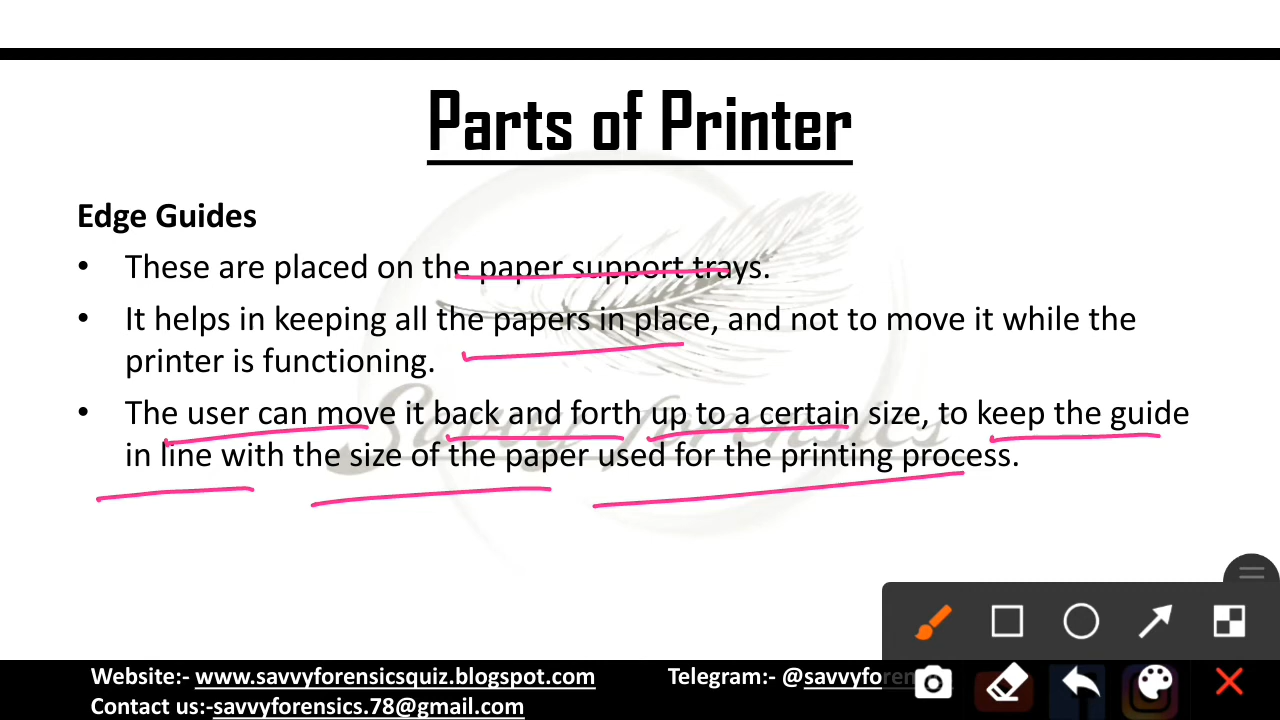 Parts of Printer
Edge Guides
• These are placed on the paper support trays.
• It helps in keeping all the papers in place, and not to move it while the
printer is functioning.
• The user can move it back and forth up to a certain size, to keep the guide
in line with the size of the paper used for the printing process.
Savvy forensics
Website:- www.savvyforensicsquiz.blogspot.com Telegram:- @savvyforen
Contact us:-savvyforensics.78@gmail.com